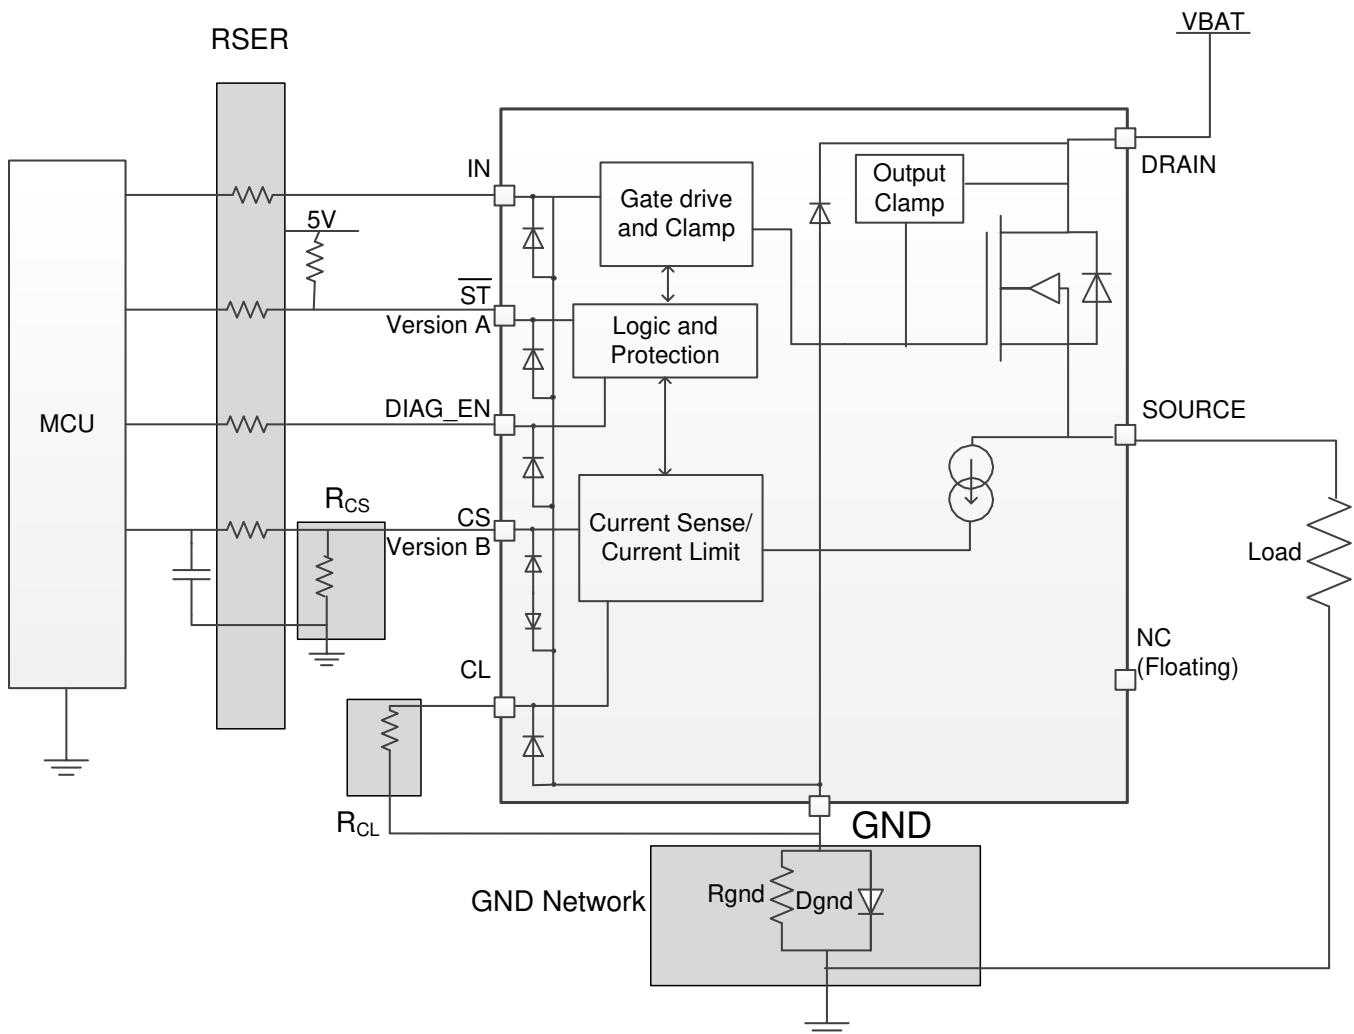 RSER
VBAT
IN
Gate drive
and Clamp
Output
Clamp
DRAIN
5V
ST
Version A
Logic and
Protection
MCU
DIAG_EN
SOURCE
RCS
CS
Version B
Current Sense/
Current Limit
Load
NC
(Floating)
CL
RCL
GND
GND Network
Rgnd
Dgnd